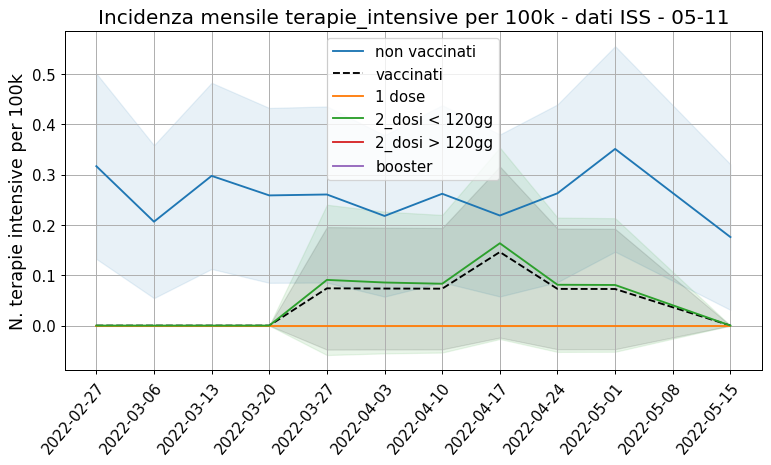 Incidenza mensile terapie_intensive per 100k - dati ISS - 05-11
N. terapie intensive per 100k
0.5
0.4
0.3
0.2
0.1
0.0
non vaccinati
vaccinati
1 dose
2_dosi < 120gg
2_dosi > 120gg
booster
2022-02-27
2022-03-06
2022-03-13
2022-03-20
2022-03-27
2022-04-03
2022-04-10
2022-04-17
2022-04-24
2022-05-01
2022-05-08
2022-05-15